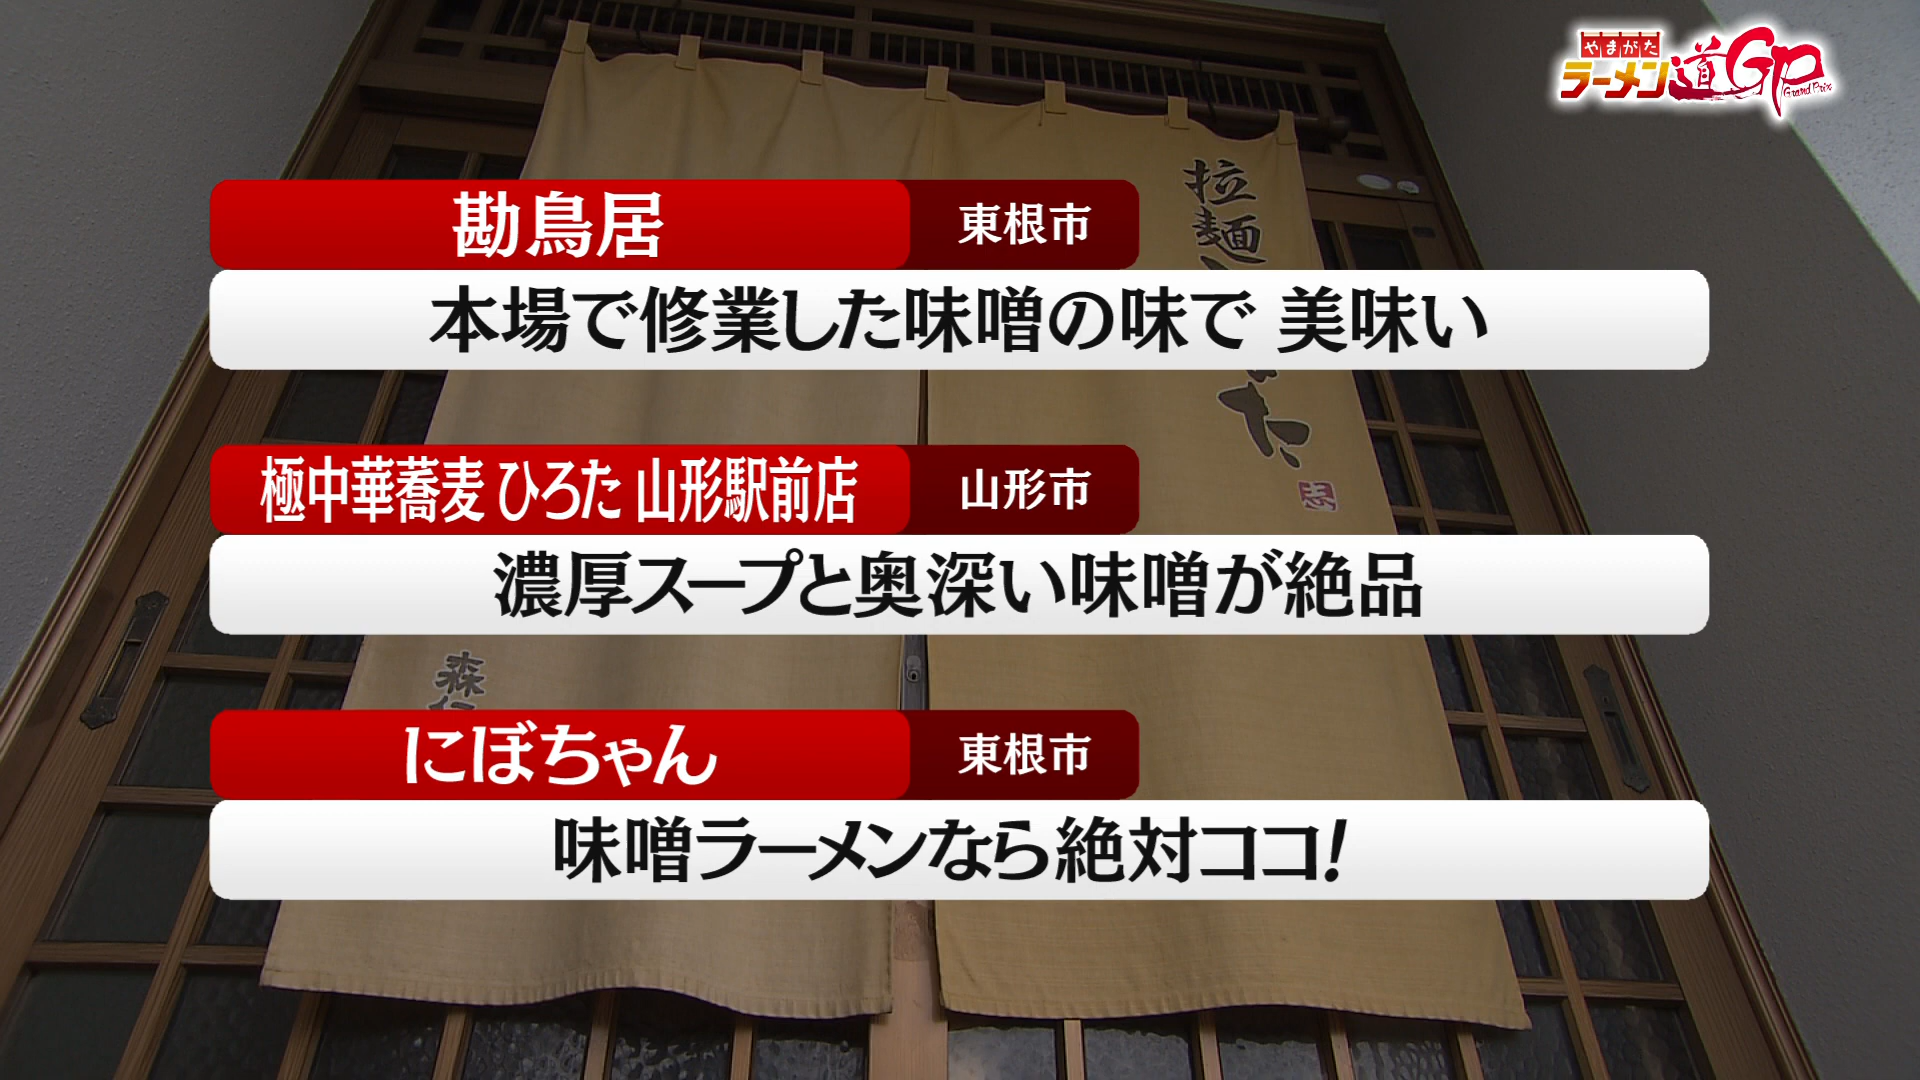 やまがた
ラーメン道GP
Grand Prix
拉麺
勘鳥居 東根市
本場で修業した味噌の味で 美味い
た
極中華蕎麦 ひろた 山形駅前店 山形市
濃厚スープと奥深い味噌が絶品
森
にぼちゃん 東根市
味噌ラーメンなら絶対ココ!